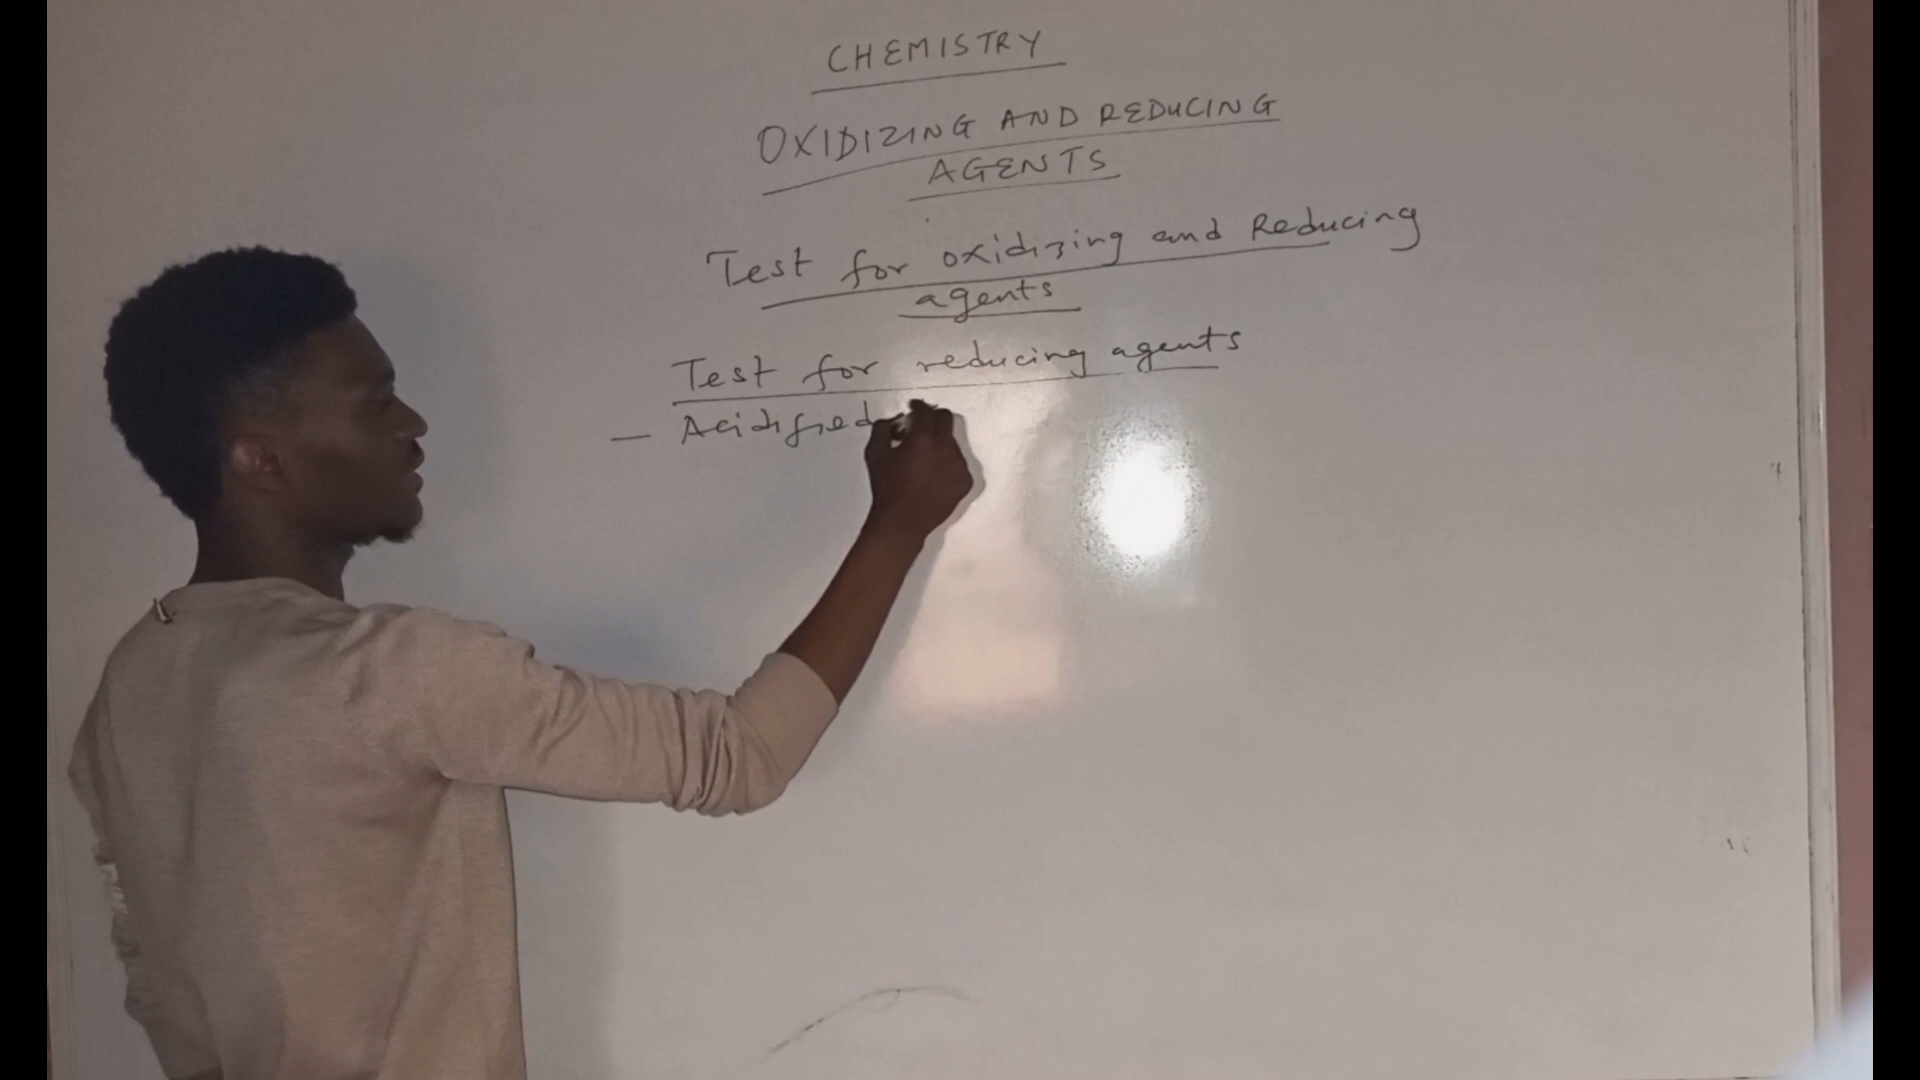 CHEMISTRY
OXIDIZING AND REDUCING
AGENTS
Test for oxidizing and Reducing
agents
Test for reducing agents
— Acidified